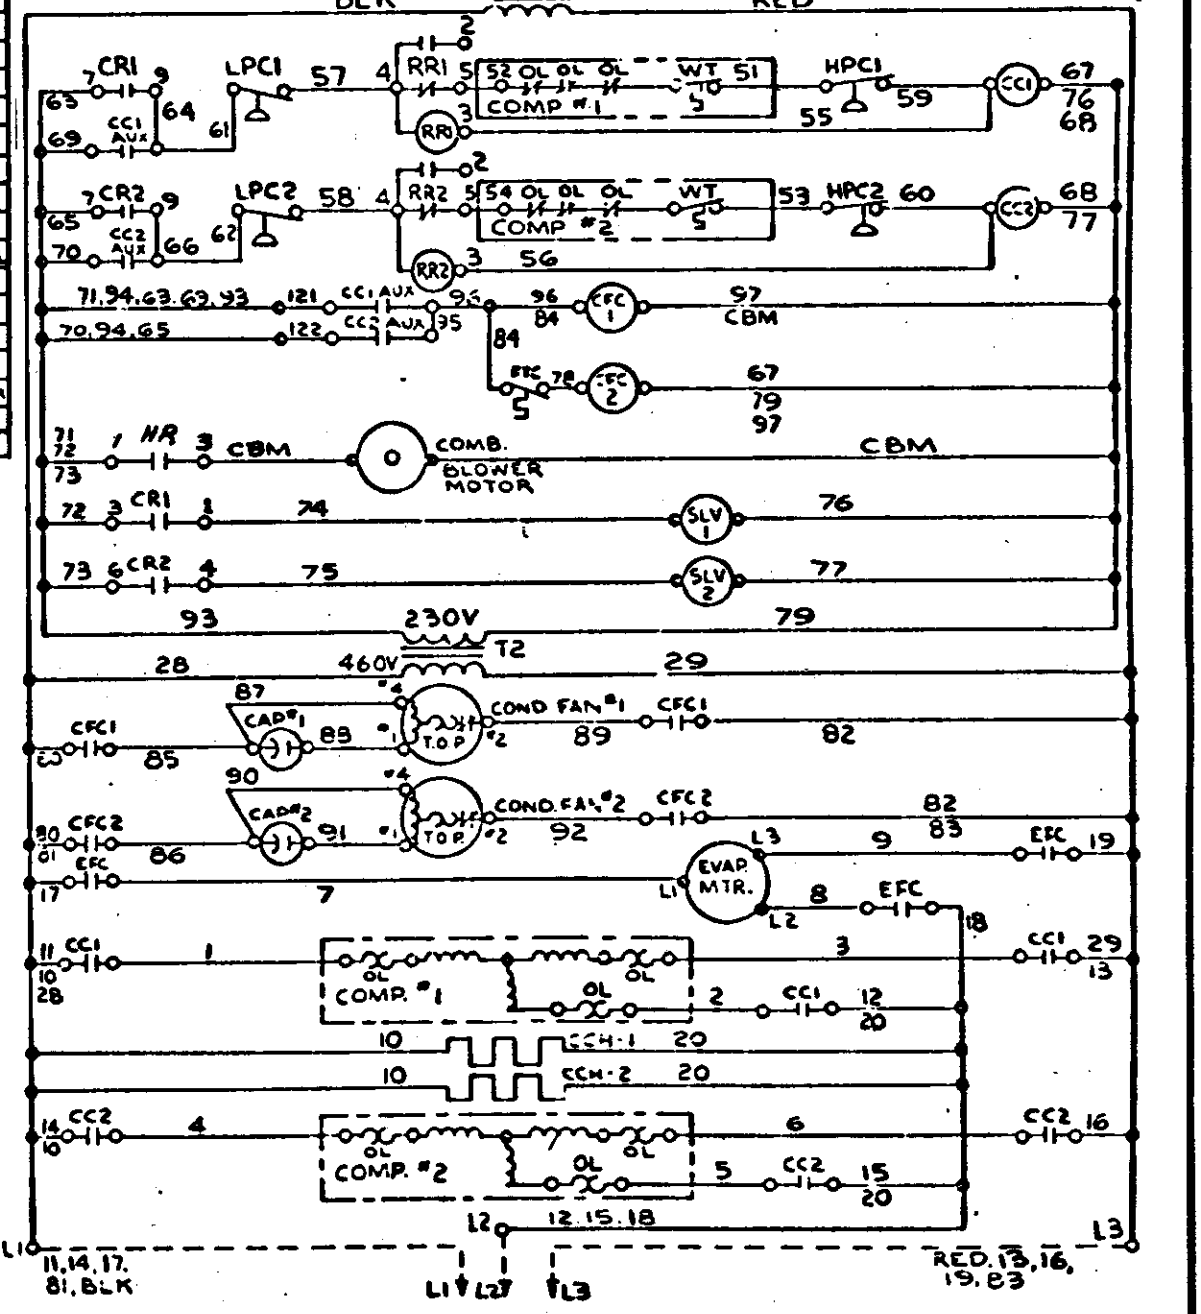 BLK RED
2
7 CR1 9 LPC1 57 4 RR1 5 52 OL OL OL WT 51 HPC1 59 CC1 67
63 64 COMP #1 76
69 CC1 AUX 61 RR1 3 55 68
2
7 CR2 9 LPC2 58 4 RR2 5 54 OL OL OL WT 53 HPC2 60 CC2 68
65 COMP #2 77
70 CC2 AUX 66 62 RR2 3 56
71,94,63,69,93 121 CC1 AUX 96 96 CFC 1 97
84 CBM
70,94,65 122 CC2 AUX 95 84
78 CFC 2 67
79
97
71
72 1 HR 3 CBM COMB. CBM
73 BLOWER
MOTOR
72 3 CR1 74 SLV 1 76
73 6 CR2 4 75 SLV 2 77
93 230V 79
T2
28 460V 29
87 #4
CFC1 CAP #1 88 #1 T.O.P. #2 COND FAN #1 CFC1
85 89 82
90 #4
CFC2 CAP #2 91 #1 T.O.P. #2 COND. FAN #2 CFC2 82
86 92 83
EFC L3 9 EFC 19
17 7 L1 EVAP.
MTR.
L2 8 EFC 18
11 CC1 1 3 CC1 29
10 OL OL 13
28 COMP. #1 OL 2 CC1 12
20
10 CCH-1 20
10 CCH-2 20
14 CC2 4 6 CC2 16
10 OL OL
COMP. #2 OL 5 CC2 15
20
L2 12.15.18
L1 L3
11,14,17, RED.13,16,
81,BLK 19,83
L1 L2 L3